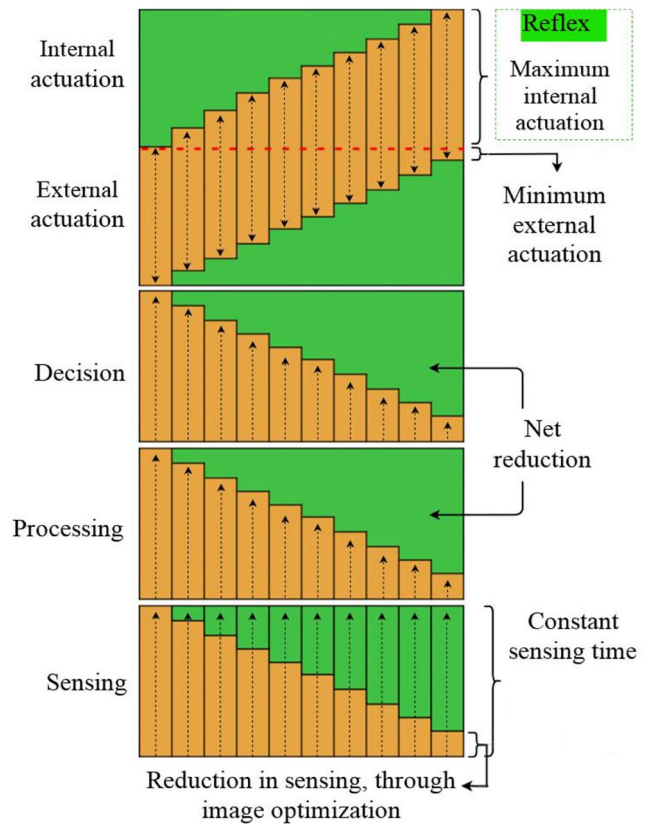 Internal
actuation
Reflex
Maximum
internal
actuation
External
actuation
Minimum
external
actuation
Decision
Net
reduction
Processing
Constant
sensing time
Sensing
Reduction in sensing, through
image optimization